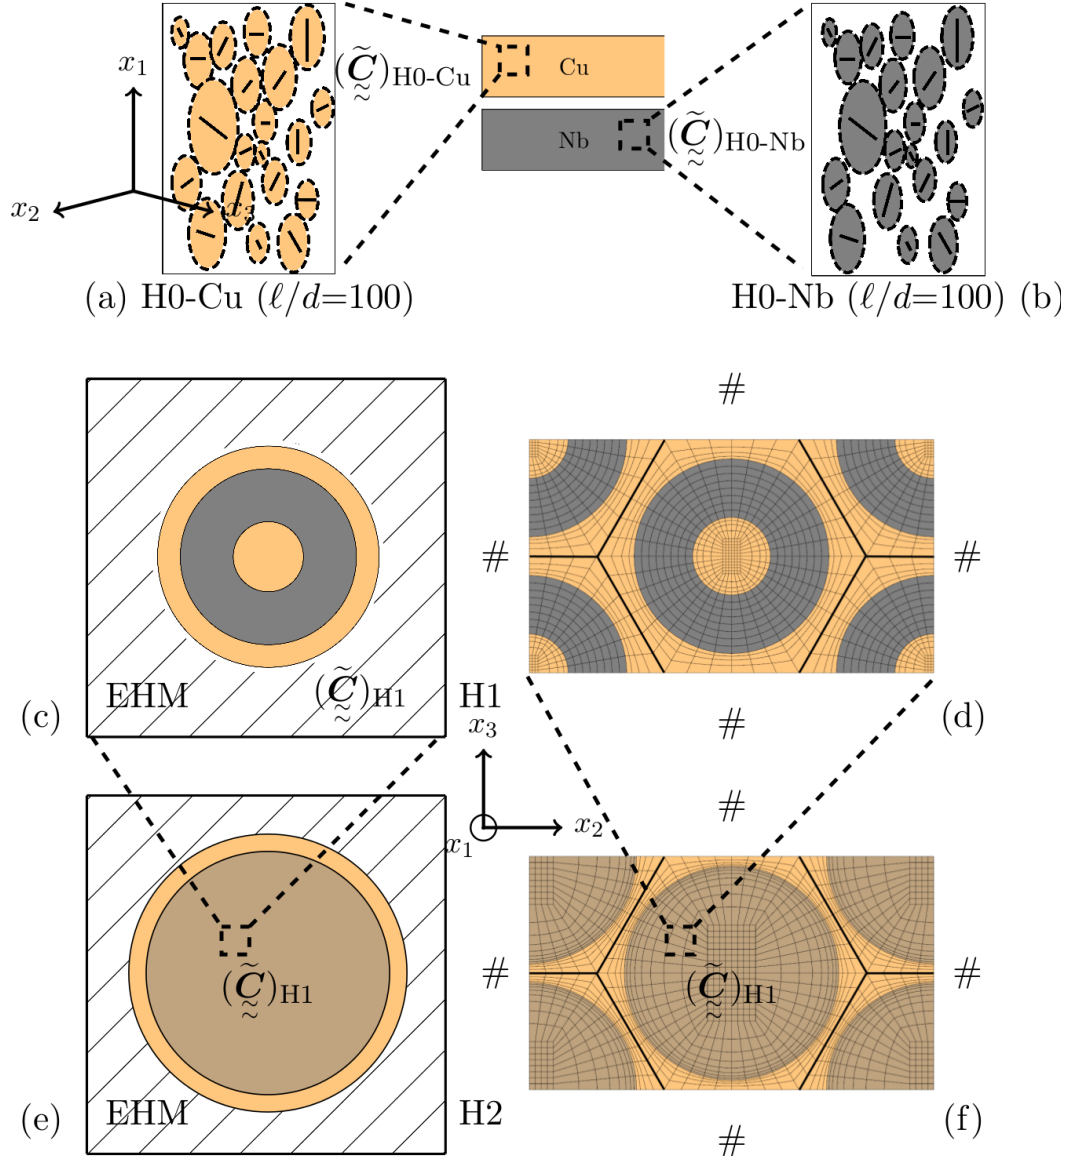 x₁
x₂
x₃
(C̃)H0-Cu
Cu
Nb
(C̃)H0-Nb
(a) H0-Cu (ℓ/d=100)
H0-Nb (ℓ/d=100) (b)
#
# #
EHM (C̃)H1
(c) H1 (d)
x₃
#
#
x₁ x₂
# #
(C̃)H1 (C̃)H1
(e) EHM H2 (f)
#